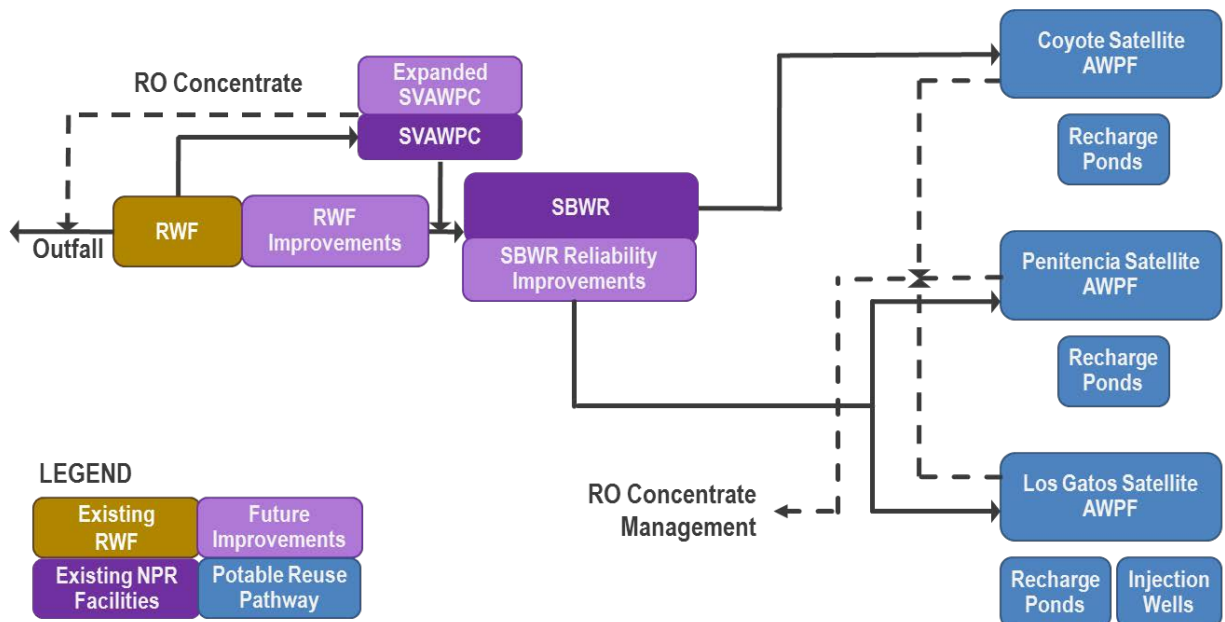 RO Concentrate
Expanded
SVAWPC
SVAWPC
Outfall
RWF
RWF
Improvements
SBWR
SBWR Reliability
Improvements
Coyote Satellite
AWPF
Recharge
Ponds
Penitencia Satellite
AWPF
Recharge
Ponds
RO Concentrate
Management
Los Gatos Satellite
AWPF
Recharge
Ponds
Injection
Wells
LEGEND
Existing
RWF
Future
Improvements
Existing NPR
Facilities
Potable Reuse
Pathway